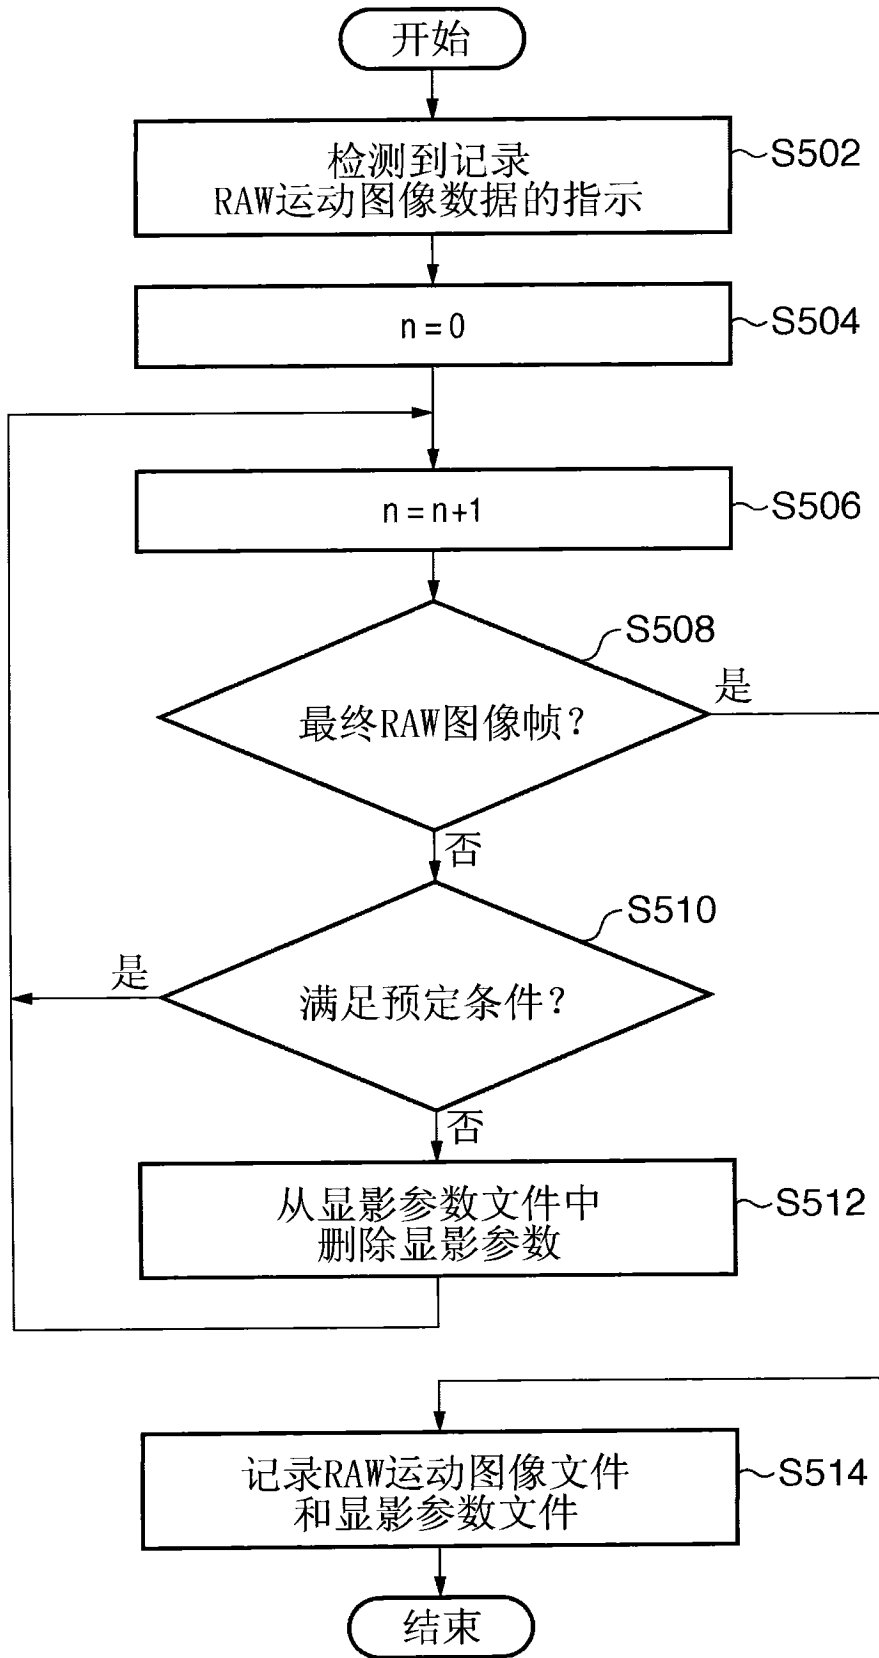 开始
检测到记录
RAW运动图像数据的指示
S502
n=0
S504
n=n+1
S506
S508
最终RAW图像帧?
是
否
S510
满足预定条件?
是
否
从显影参数文件中
删除显影参数
S512
记录RAW运动图像文件
和显影参数文件
S514
结束